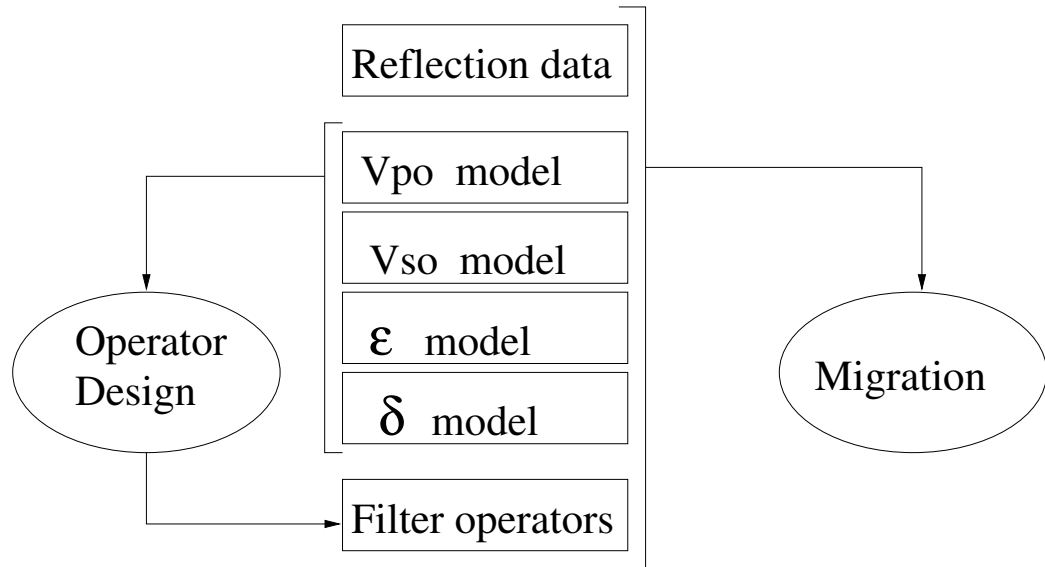 Reflection data
Vpo model
Vso model
ε model
δ model
Filter operators
Operator
Design
Migration